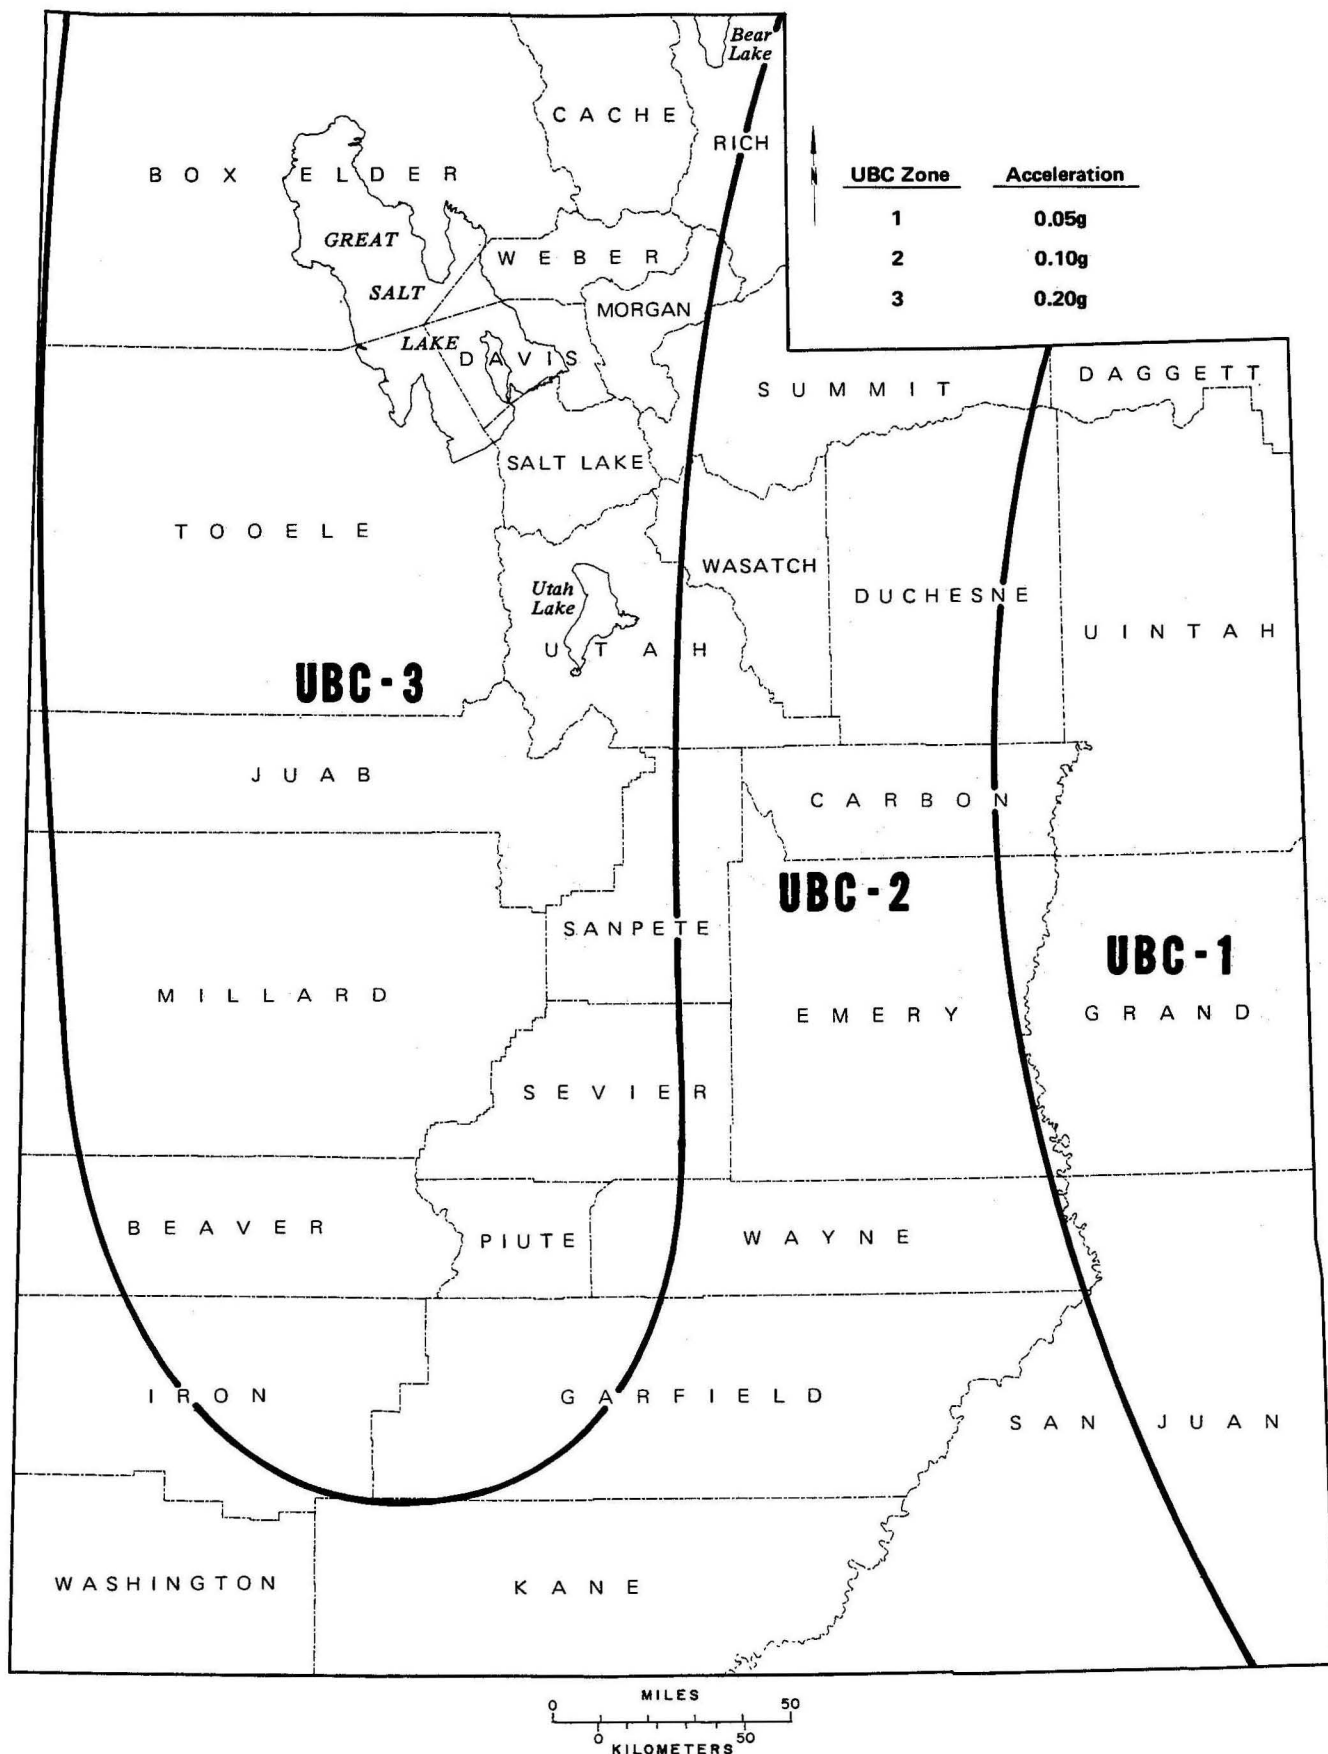 Bear
Lake
CACHE
RICH
BOX ELDER
N
UBC Zone Acceleration
1 0.05g
2 0.10g
3 0.20g
GREAT
SALT
LAKE
WEBER
MORGAN
DAVIS
SUMMIT
DAGGETT
SALT LAKE
TOOELE
WASATCH
DUCHESNE
UINTAH
Utah
Lake
UTAH
UBC-3
JUAB
CARBON
UBC-2
SANPETE
UBC-1
MILLARD
EMERY
GRAND
SEVIER
BEAVER
PIUTE
WAYNE
IRON
GARFIELD
SAN JUAN
WASHINGTON
KANE
MILES
0 50
0 50
KILOMETERS